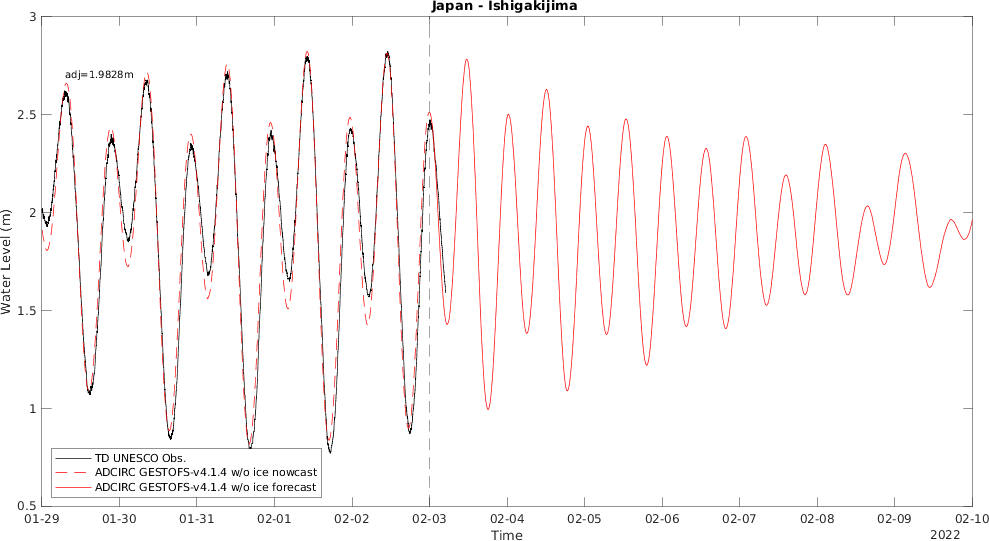 Japan - Ishigakijima
3
adj=1.9828m
2.5
2
Water Level (m)
1.5
1
TD UNESCO Obs.
ADCIRC GESTOFS-v4.1.4 w/o ice nowcast
ADCIRC GESTOFS-v4.1.4 w/o ice forecast
0.5
01-29 01-30 01-31 02-01 02-02 02-03 02-04 02-05 02-06 02-07 02-08 02-09 02-10
Time
2022